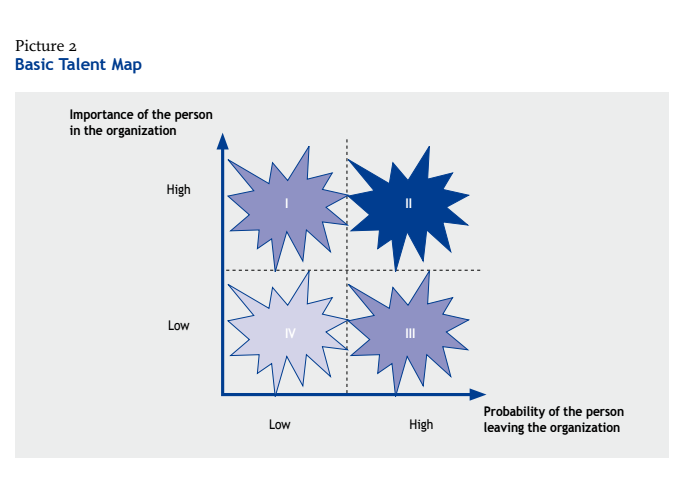 Picture 2
Basic Talent Map
Importance of the person
in the organization
High
I
II
Low
IV
III
Low
High
Probability of the person
leaving the organization